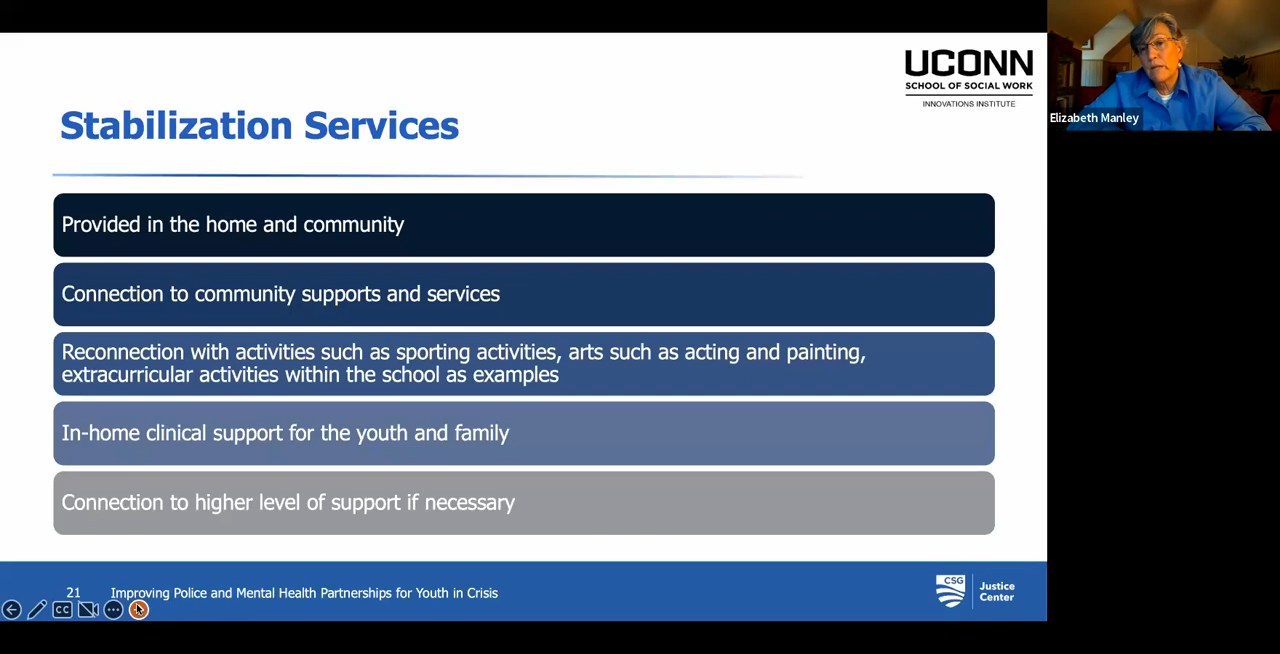 UCONN
SCHOOL OF SOCIAL WORK
INNOVATIONS INSTITUTE
Elizabeth Manley
Stabilization Services
Provided in the home and community
Connection to community supports and services
Reconnection with activities such as sporting activities, arts such as acting and painting,
extracurricular activities within the school as examples
In-home clinical support for the youth and family
Connection to higher level of support if necessary
21 Improving Police and Mental Health Partnerships for Youth in Crisis
CSG
Justice
Center
CC